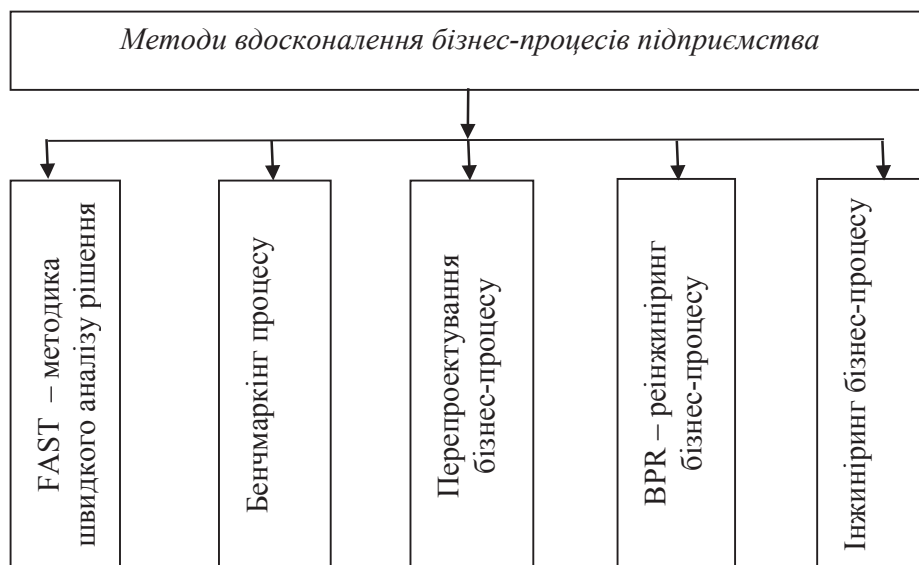 Методи вдосконалення бізнес-процесів підприємства
FAST – методика
швидкого аналізу рішення
Бенчмаркінг процесу
Перепроектування
бізнес-процесу
BPR – реінжиніринг
бізнес-процесу
Інжиніринг бізнес-процесу